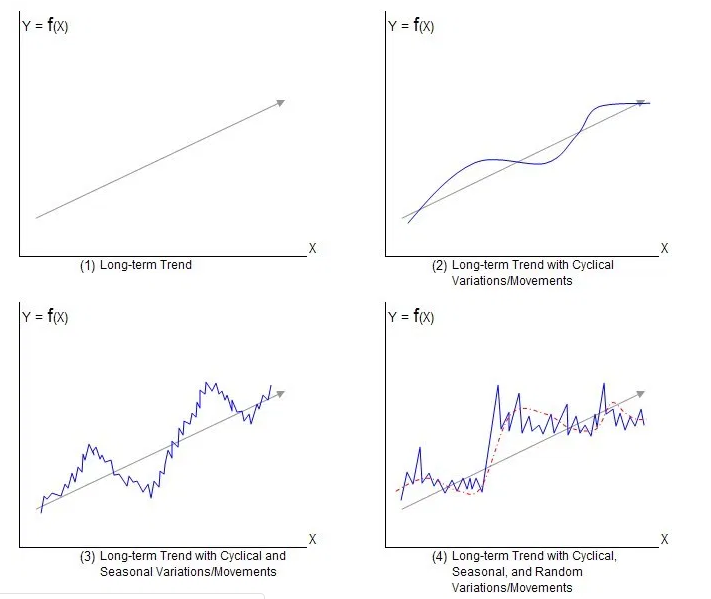 Y = f(X)
X
(1) Long-term Trend
Y = f(X)
X
(2) Long-term Trend with Cyclical
Variations/Movements
Y = f(X)
X
(3) Long-term Trend with Cyclical and
Seasonal Variations/Movements
Y = f(X)
X
(4) Long-term Trend with Cyclical,
Seasonal, and Random
Variations/Movements